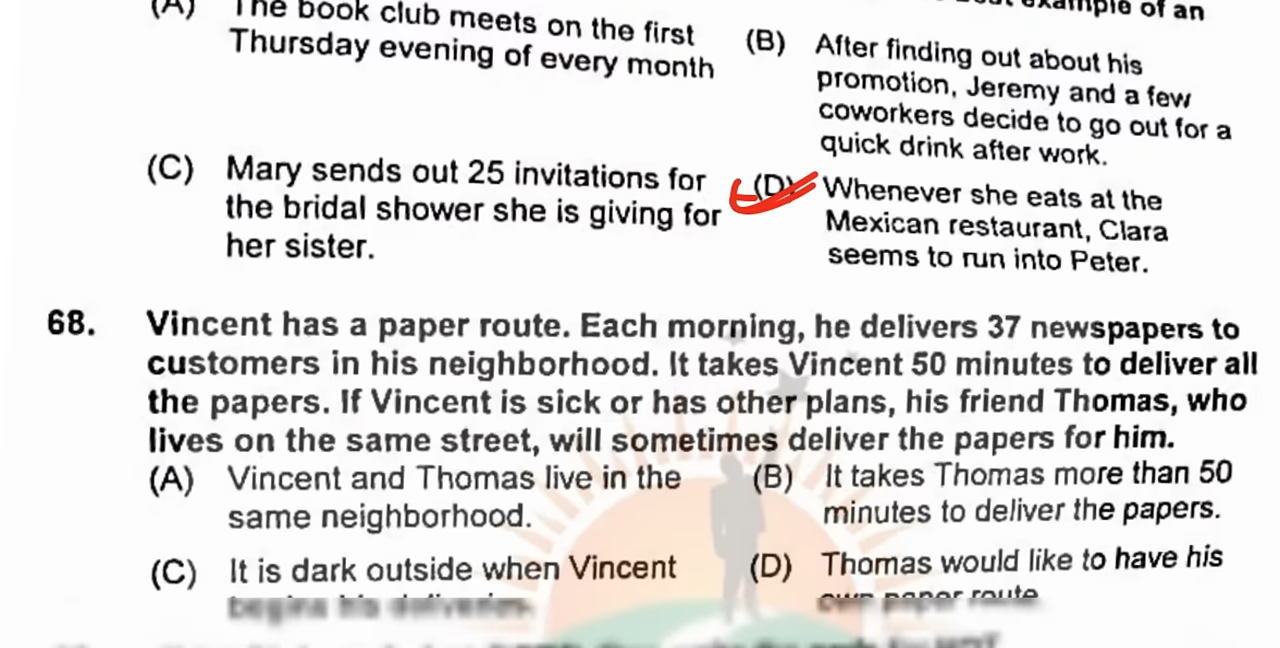 example of an
(A) The book club meets on the first
Thursday evening of every month
(B) After finding out about his
promotion, Jeremy and a few
coworkers decide to go out for a
quick drink after work.
(C) Mary sends out 25 invitations for
the bridal shower she is giving for
her sister.
(D) Whenever she eats at the
Mexican restaurant, Clara
seems to run into Peter.
68. Vincent has a paper route. Each morning, he delivers 37 newspapers to
customers in his neighborhood. It takes Vincent 50 minutes to deliver all
the papers. If Vincent is sick or has other plans, his friend Thomas, who
lives on the same street, will sometimes deliver the papers for him.
(A) Vincent and Thomas live in the
same neighborhood.
(B) It takes Thomas more than 50
minutes to deliver the papers.
(C) It is dark outside when Vincent
begins his deliveries.
(D) Thomas would like to have his
own paper route.